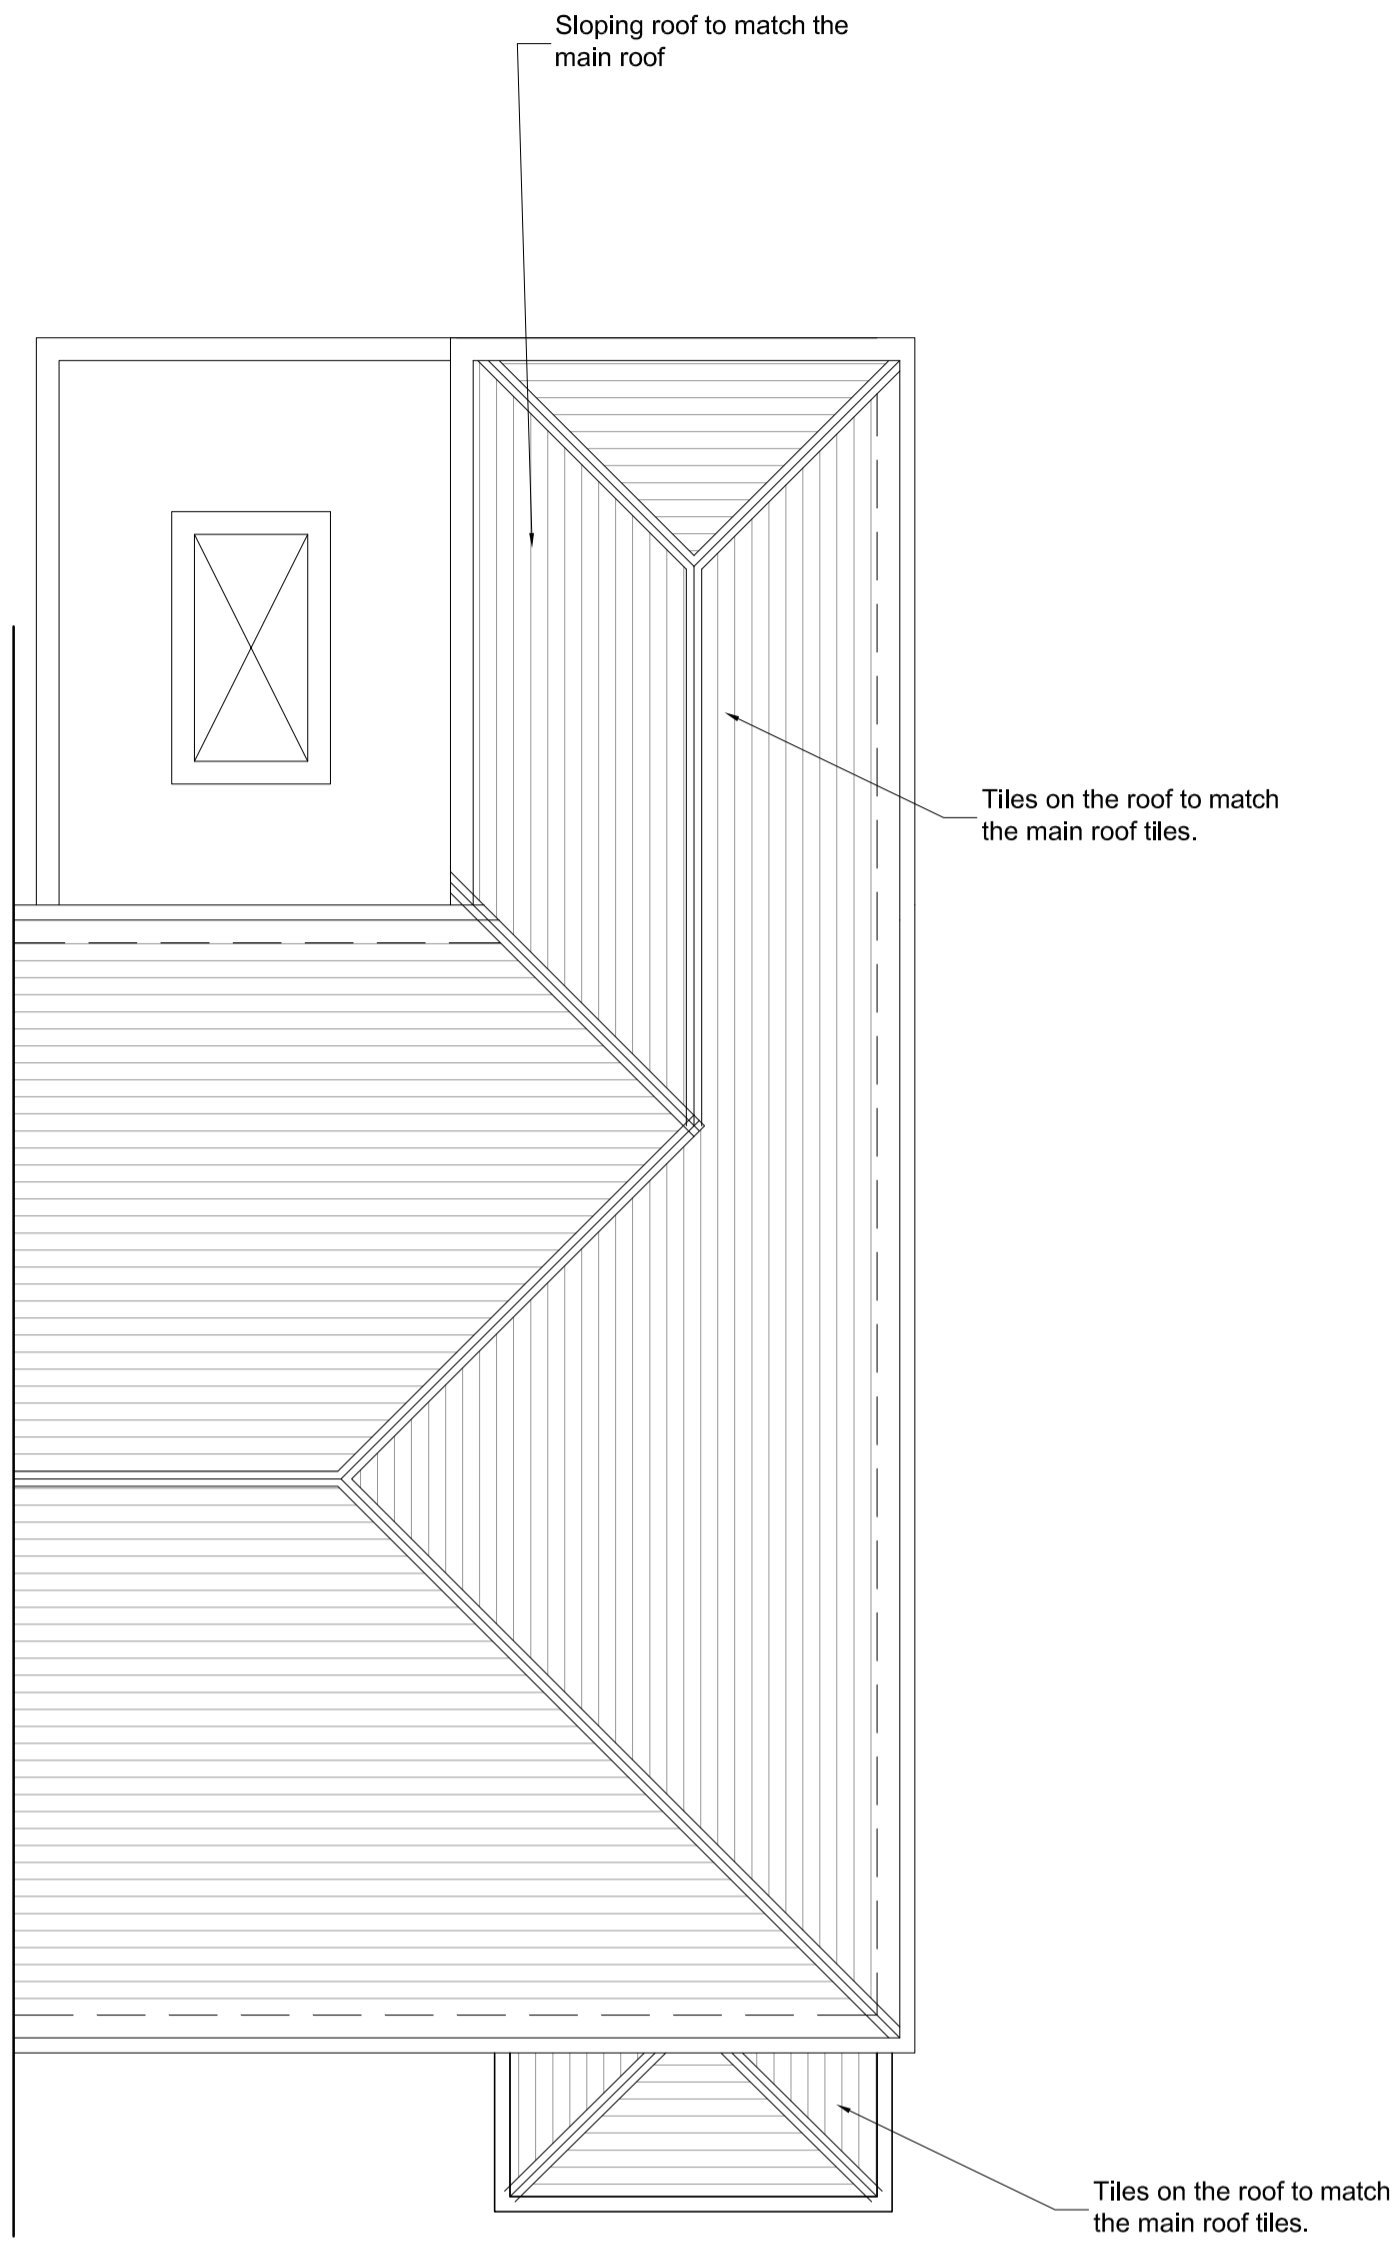 Sloping roof to match the
main roof
Tiles on the roof to match
the main roof tiles.
Tiles on the roof to match
the main roof tiles.